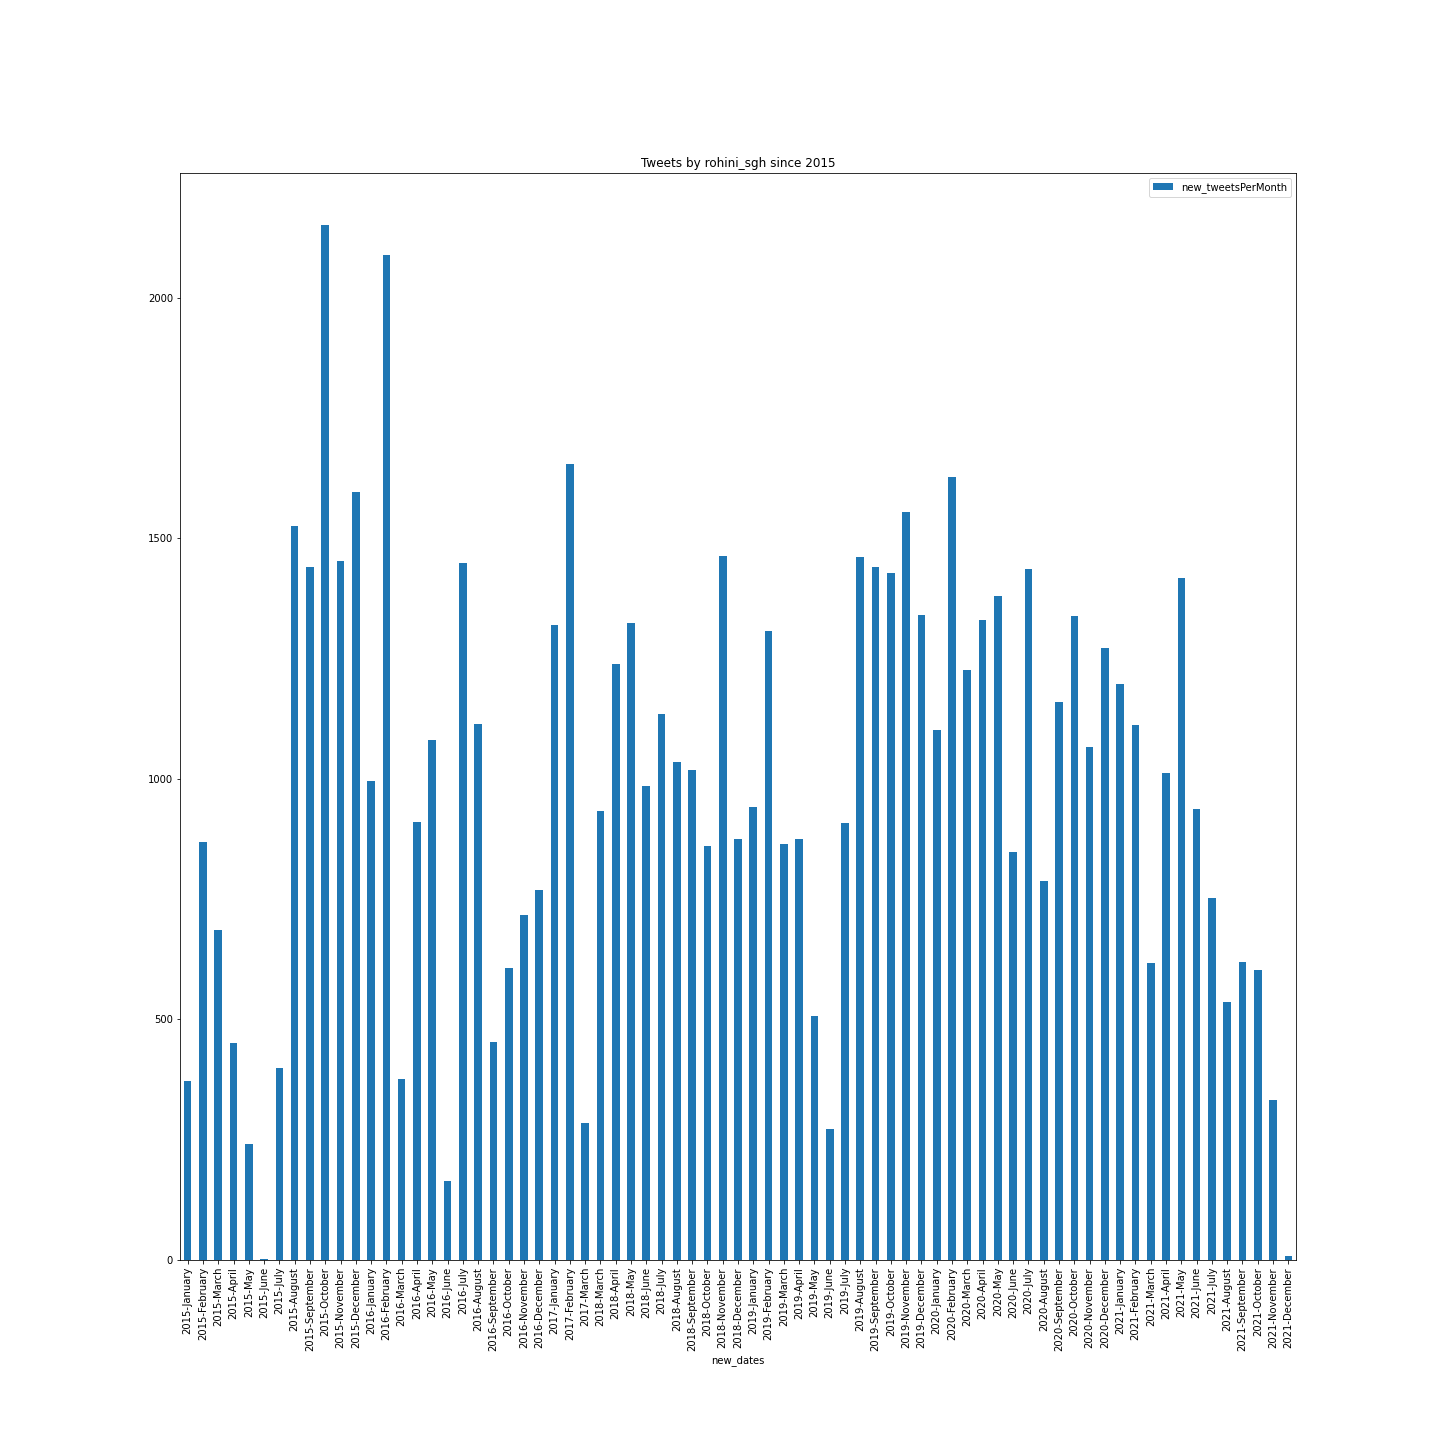 Tweets by rohini_sgh since 2015
new_tweetsPerMonth
2000
1500
1000
500
0
2015-January
2015-February
2015-March
2015-April
2015-May
2015-June
2015-July
2015-August
2015-September
2015-October
2015-November
2015-December
2016-January
2016-February
2016-March
2016-April
2016-May
2016-June
2016-July
2016-August
2016-September
2016-October
2016-November
2016-December
2017-January
2017-February
2017-March
2018-March
2018-April
2018-May
2018-June
2018-July
2018-August
2018-September
2018-October
2018-November
2018-December
2019-January
2019-February
2019-March
2019-April
2019-May
2019-June
2019-July
2019-August
2019-September
2019-October
2019-November
2019-December
2020-January
2020-February
2020-March
2020-April
2020-May
2020-June
2020-July
2020-August
2020-September
2020-October
2020-November
2020-December
2021-January
2021-February
2021-March
2021-April
2021-May
2021-June
2021-July
2021-August
2021-September
2021-October
2021-November
2021-December
new_dates